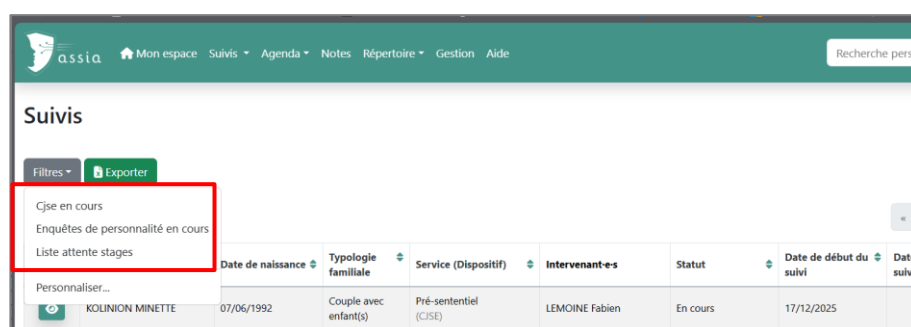 assia Mon espace Suivis Agenda Notes Répertoire Gestion Aide Recherche
Suivis
Filtres Exporter
Cjse en cours
Enquêtes de personnalité en cours
Liste attente stages
«
Date de naissance Typologie familiale Service (Dispositif) Intervenant·e·s Statut Date de début du suivi
Personnaliser...
KOLINION MINETTE 07/06/1992 Couple avec enfant(s) Pré-sententiel (CJSE) LEMOINE Fabien En cours 17/12/2025